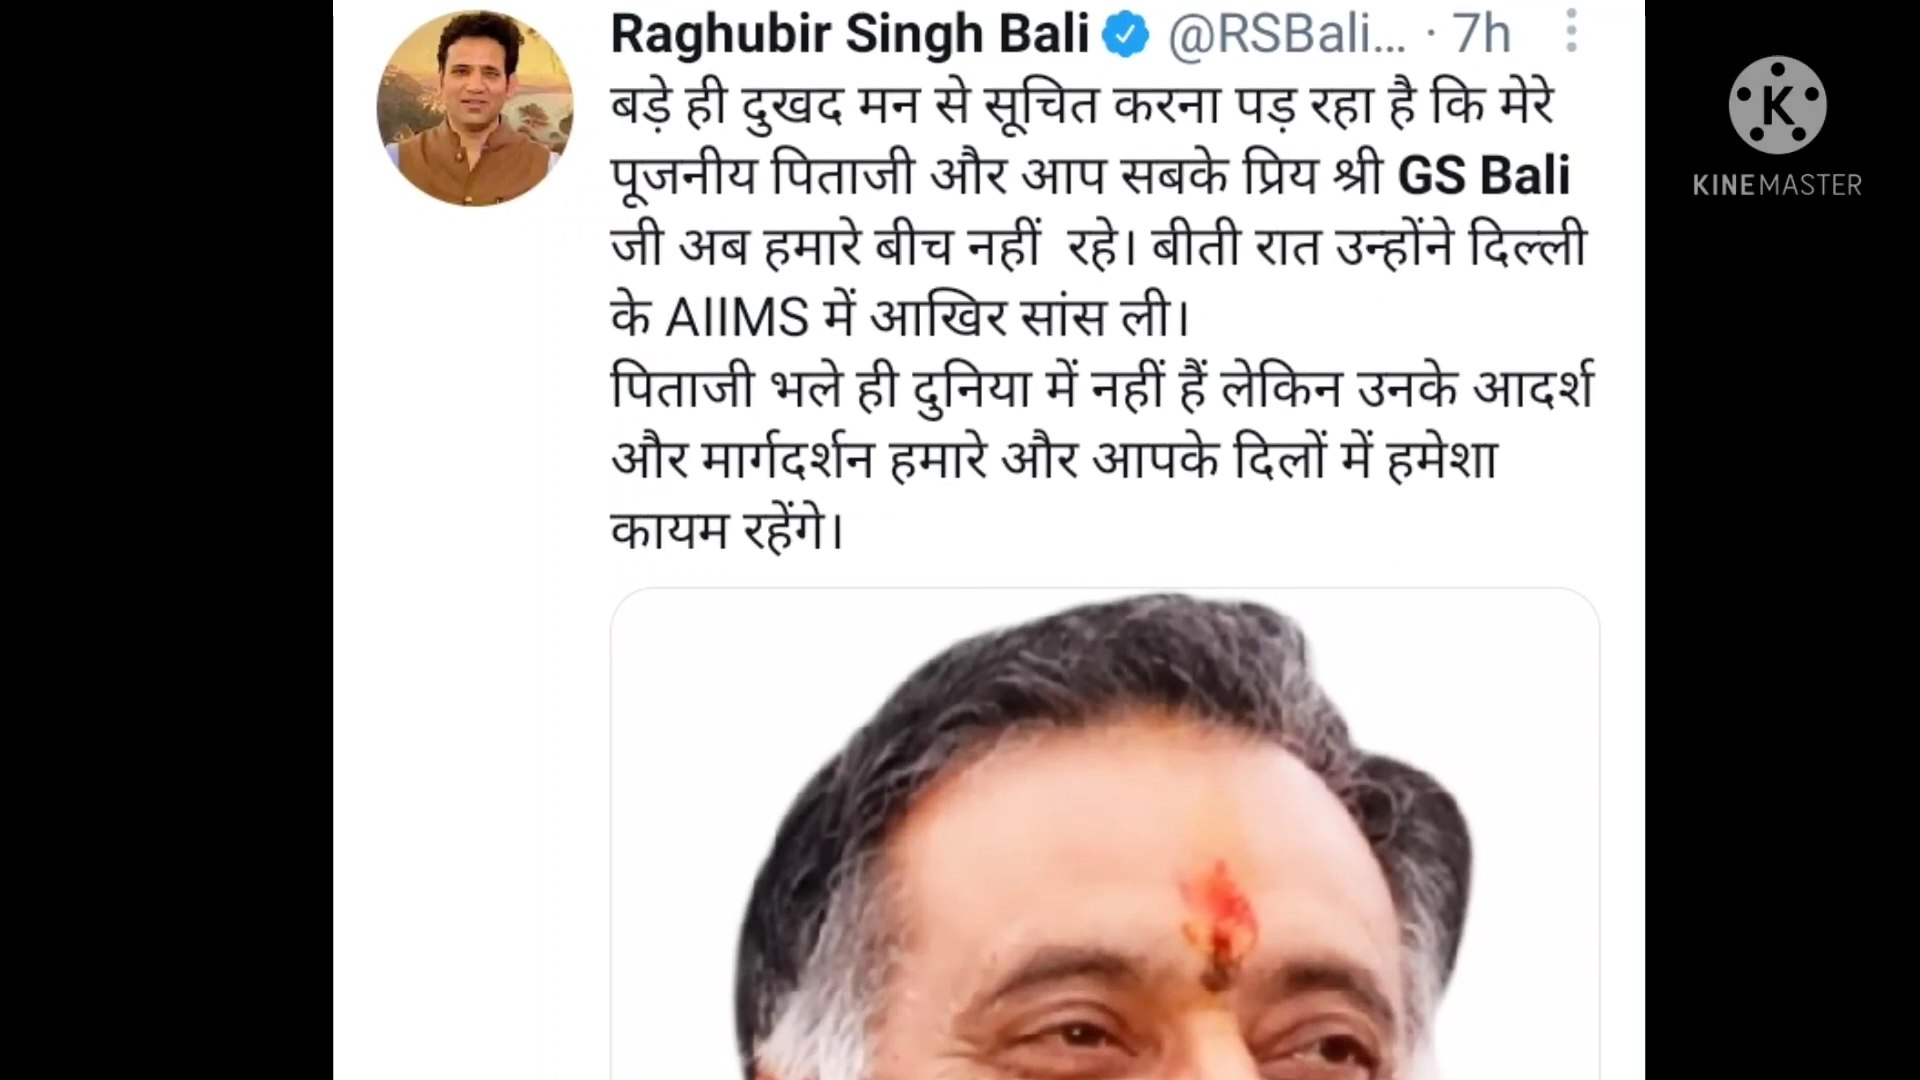 Raghubir Singh Bali @RSBali... · 7h
बड़े ही दुखद मन से सूचित करना पड़ रहा है कि मेरे
पूजनीय पिताजी और आप सबके प्रिय श्री GS Bali
जी अब हमारे बीच नहीं रहे। बीती रात उन्होंने दिल्ली
के AIIMS में आखिर सांस ली।
पिताजी भले ही दुनिया में नहीं हैं लेकिन उनके आदर्श
और मार्गदर्शन हमारे और आपके दिलों में हमेशा
कायम रहेंगे।
K
KINEMASTER